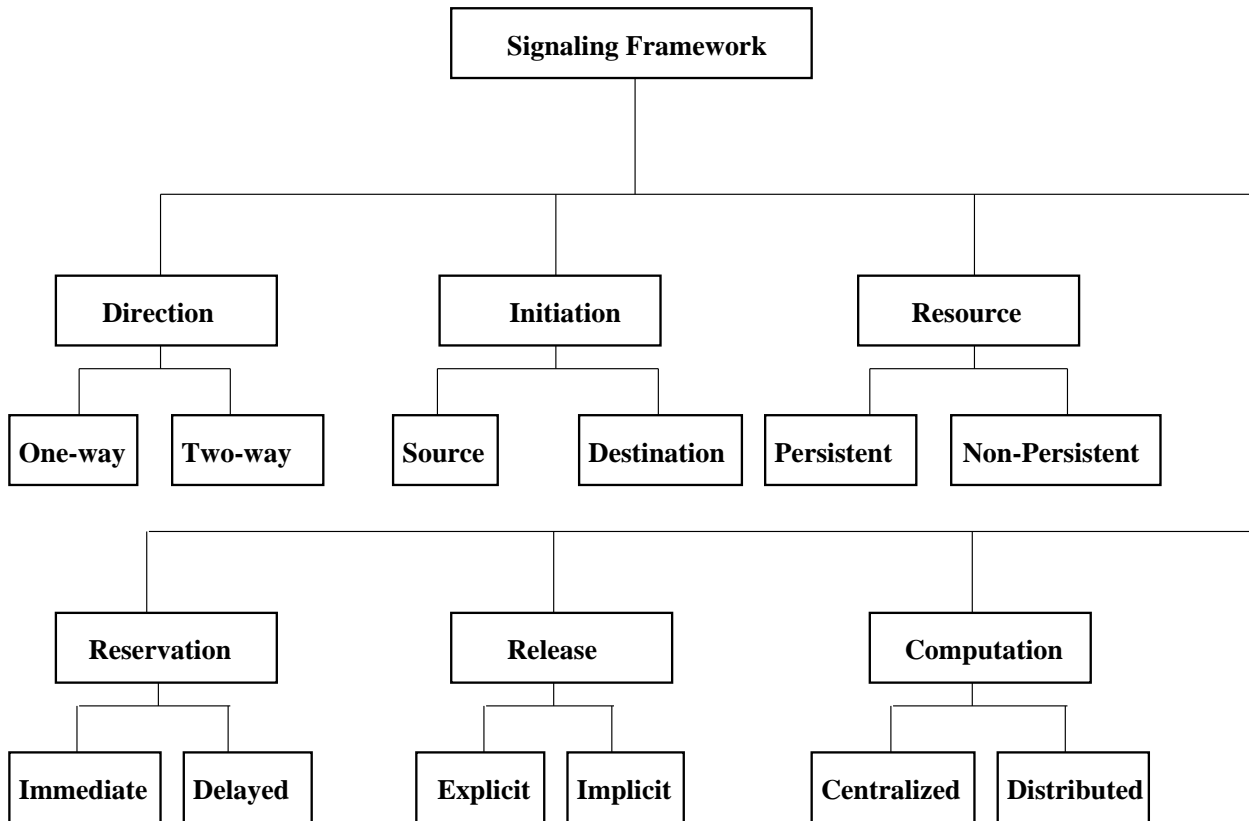 Signaling Framework
Direction
Initiation
Resource
One-way
Two-way
Source
Destination
Persistent
Non-Persistent
Reservation
Release
Computation
Immediate
Delayed
Explicit
Implicit
Centralized
Distributed